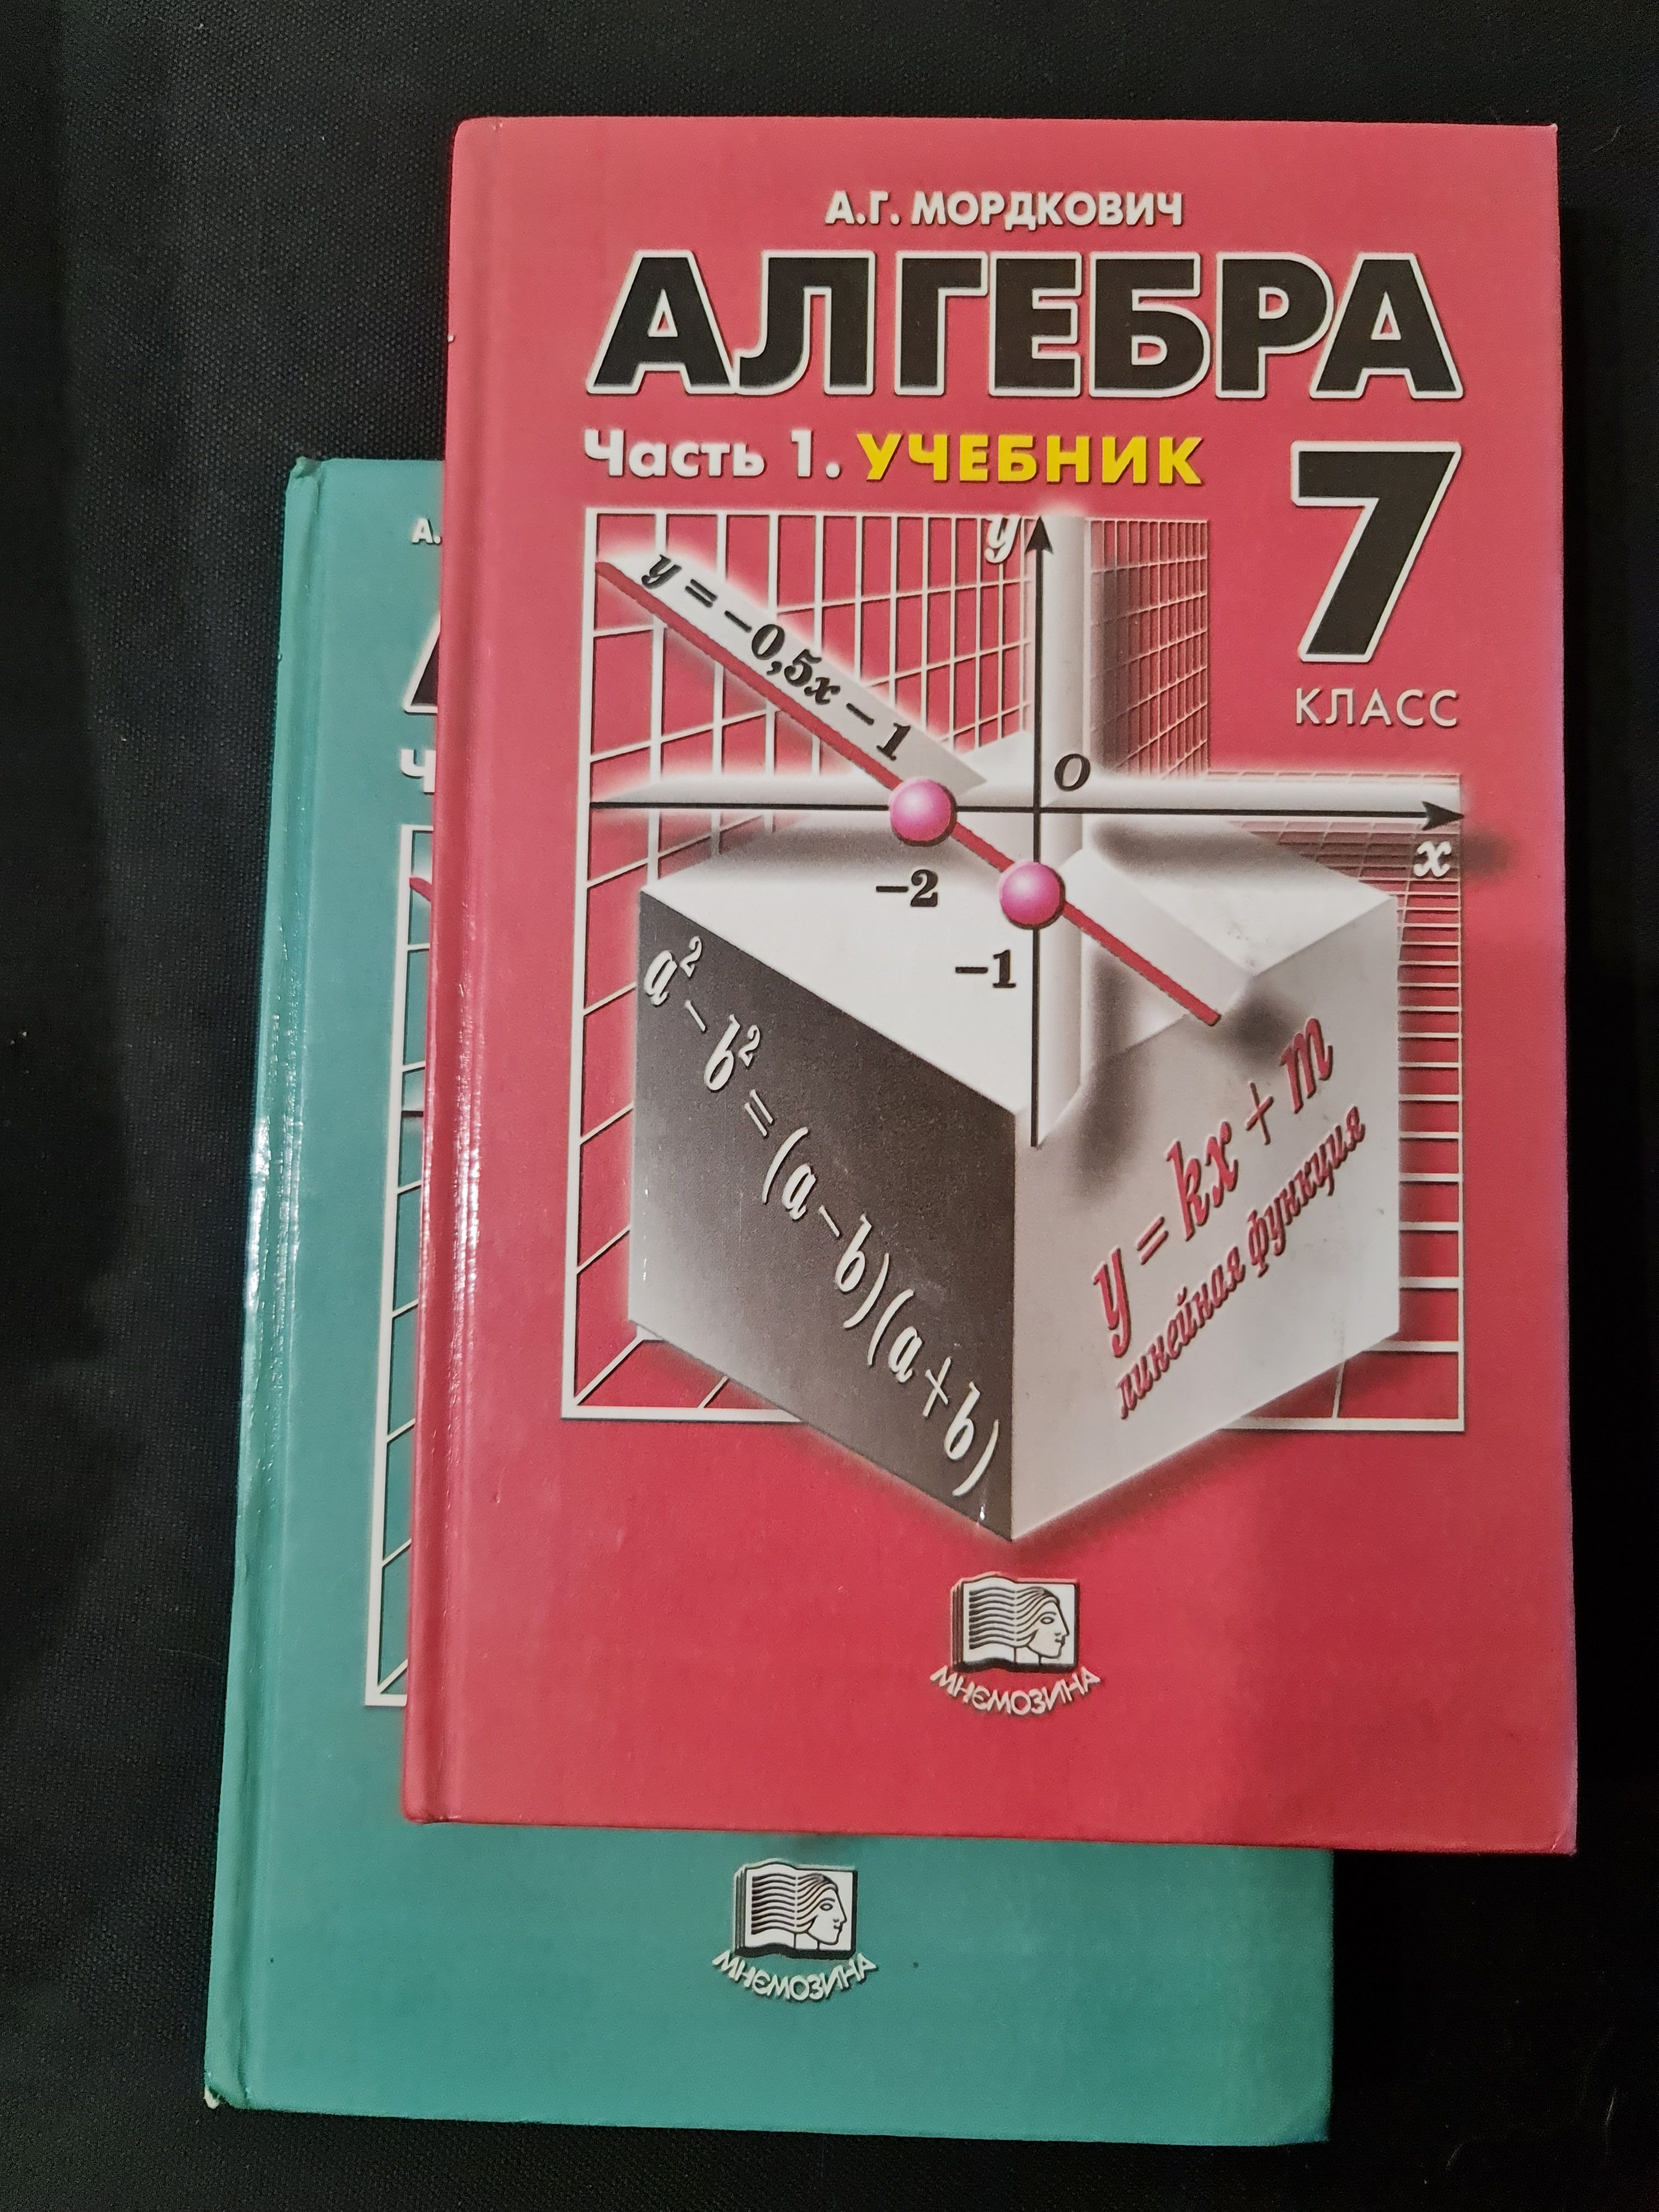 А.Г. МОРДКОВИЧ
АЛГЕБРА
Часть 1. УЧЕБНИК
7
КЛАСС
y
y = −0,5x − 1
O
x
−2
−1
a² − b² = (a − b)(a + b)
y = kx + m
линейная функция
МНЕМОЗИНА
А.
Ч
МНЕМОЗИНА